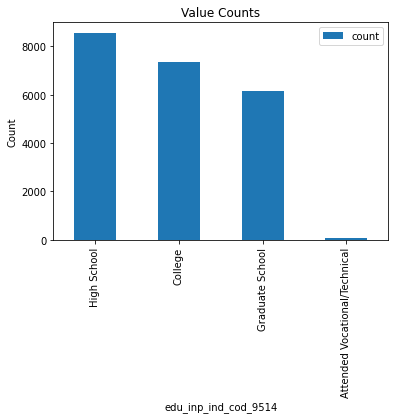 Value Counts
count
8000
6000
4000
2000
0
Count
High School
College
Graduate School
Attended Vocational/Technical
edu_inp_ind_cod_9514